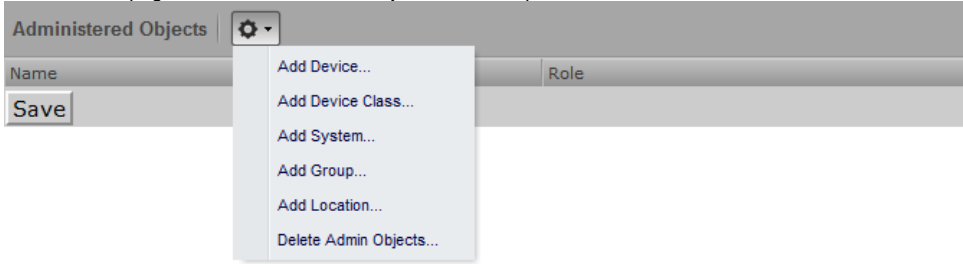 Administered Objects
Name Role
Save
Add Device...
Add Device Class...
Add System...
Add Group...
Add Location...
Delete Admin Objects...